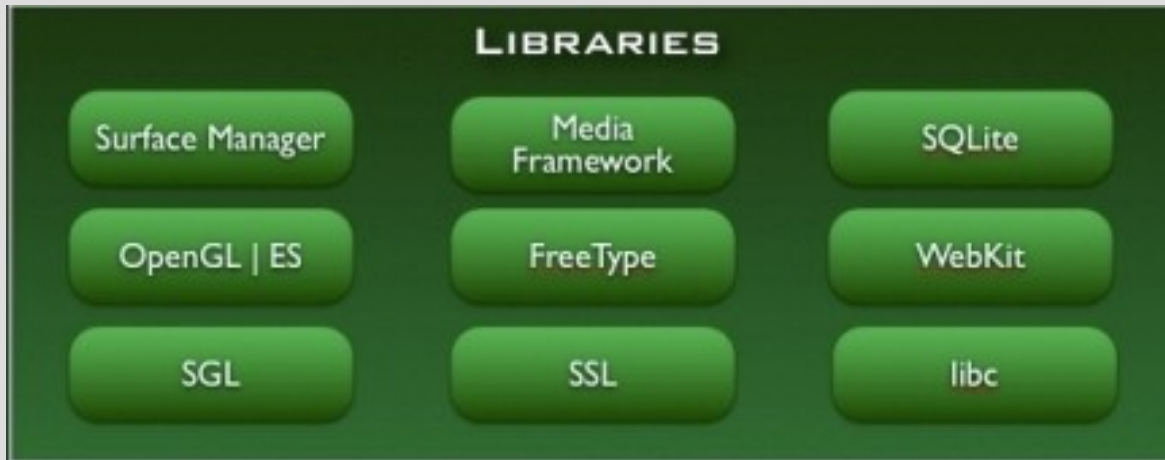 LIBRARIES
Surface Manager
Media
Framework
SQLite
OpenGL | ES
FreeType
WebKit
SGL
SSL
libc